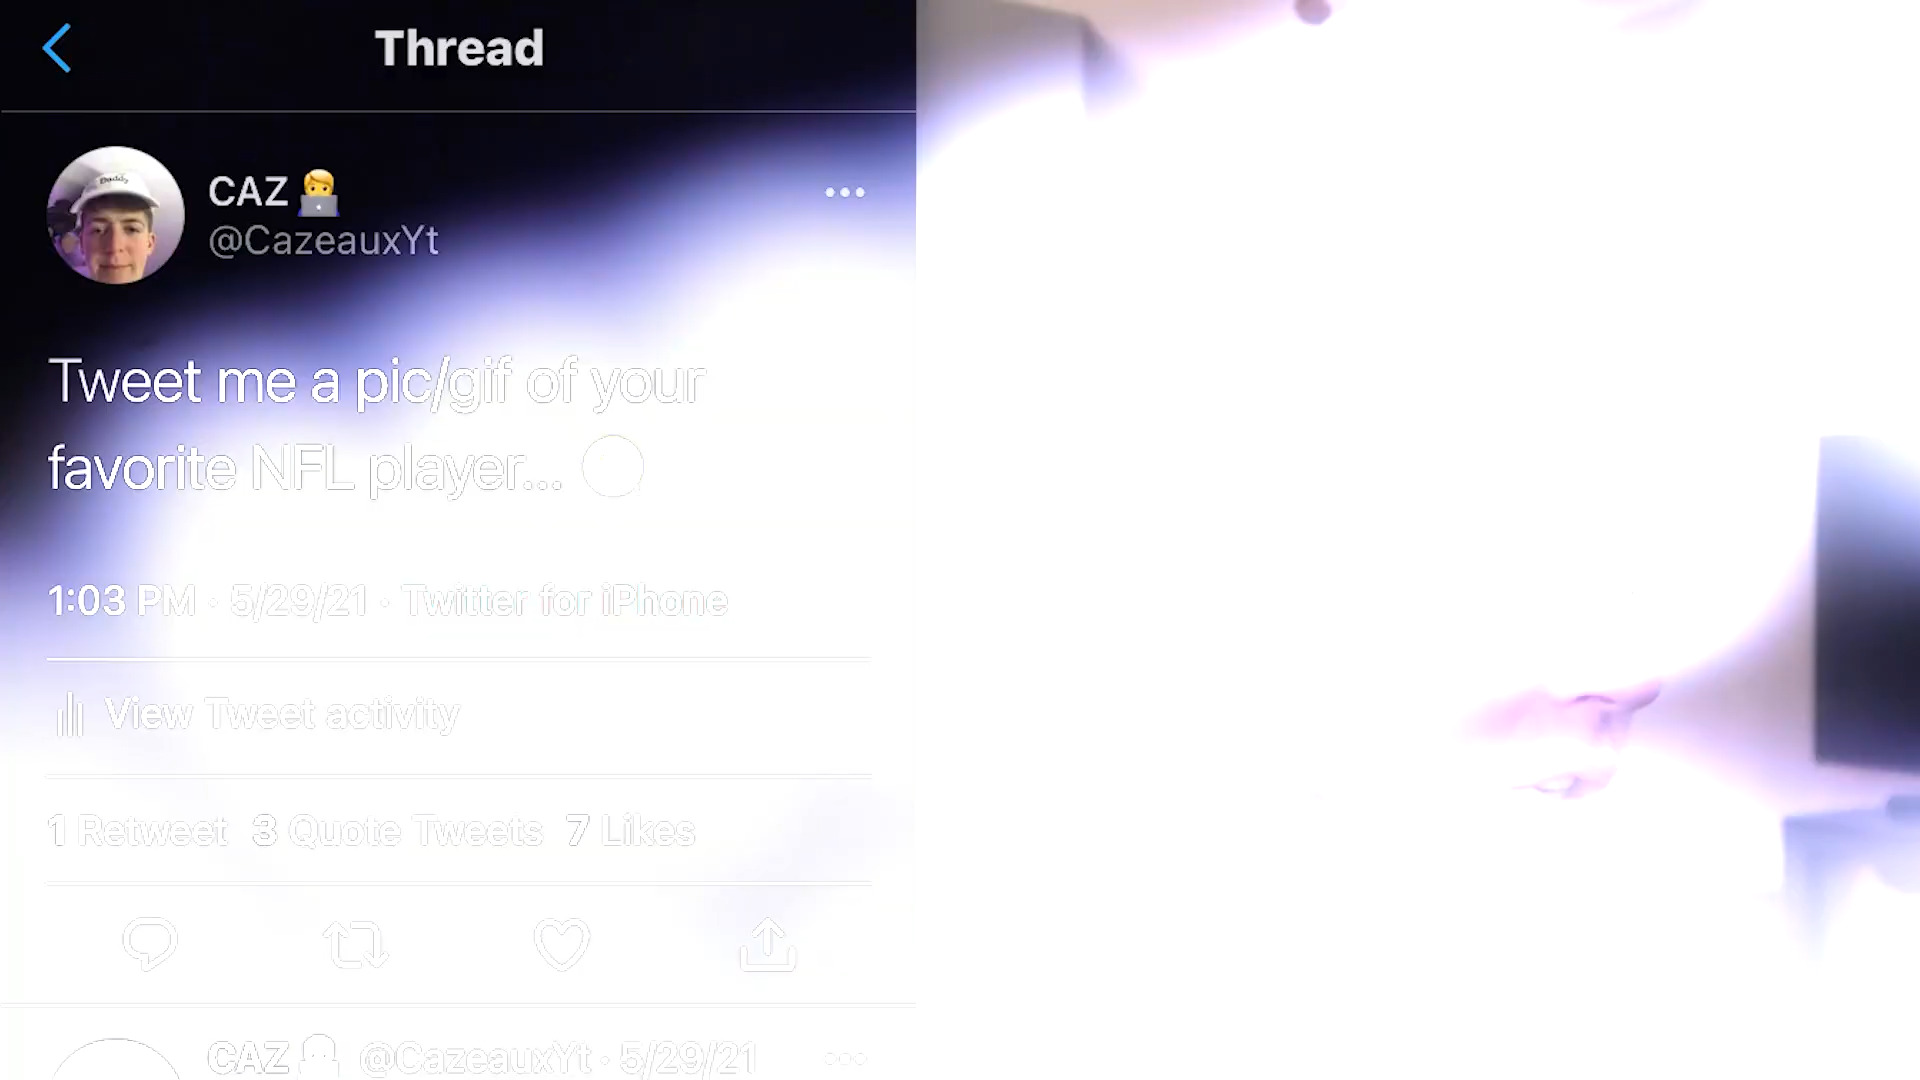 Thread
Daddy
CAZ
@CazeauxYt
Tweet me a pic/gif of your
favorite NFL player...
1:03 PM · 5/29/21 · Twitter for iPhone
View Tweet activity
1 Retweet 3 Quote Tweets 7 Likes
CAZ @CazeauxYt · 5/29/21